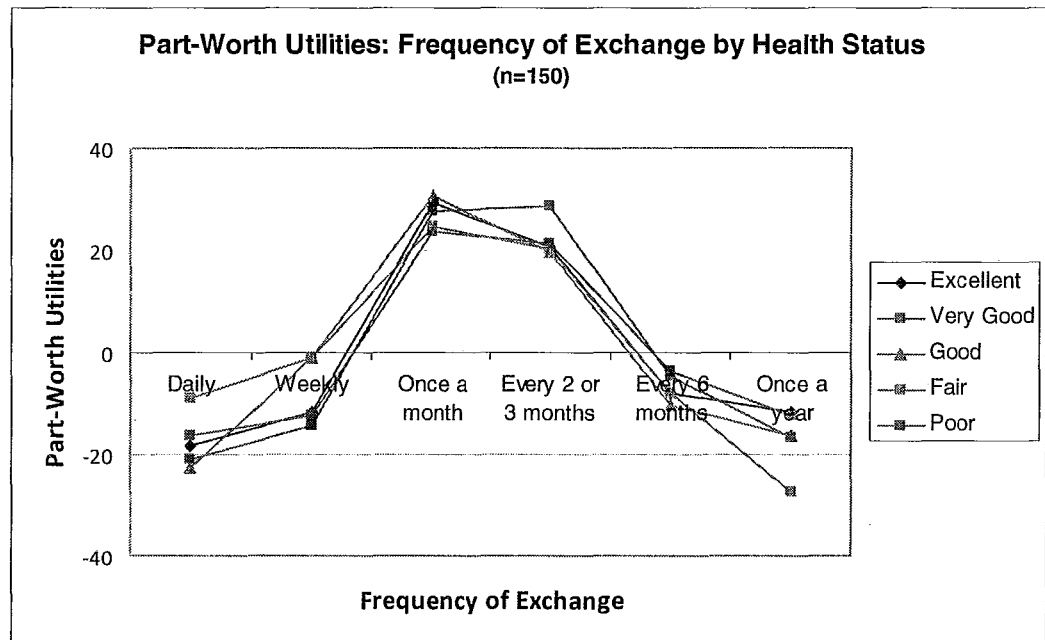 Part-Worth Utilities: Frequency of Exchange by Health Status
(n=150)
Part-Worth Utilities
40
20
0
-20
-40
Daily
Weekly
Once a
month
Every 2 or
3 months
Every 6
months
Once a
year
Frequency of Exchange
Excellent
Very Good
Good
Fair
Poor